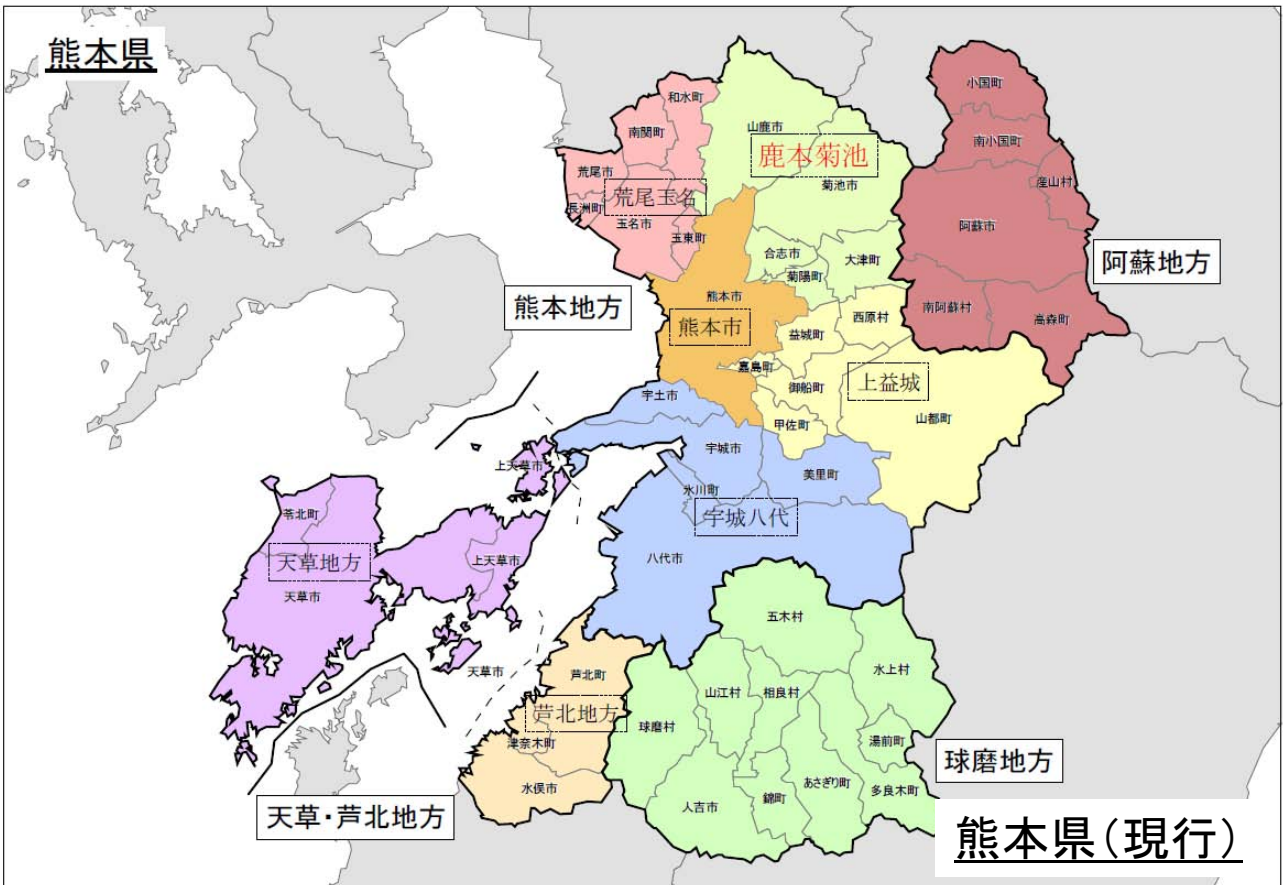 熊本県
小国町
和水町
南関町
山鹿市
南小国町
鹿本菊池
荒尾市
産山村
菊池市
荒尾玉名
長洲町
玉名市
阿蘇市
玉東町
合志市
大津町
阿蘇地方
菊陽町
熊本市
熊本地方
南阿蘇村
西原村
高森町
熊本市
益城町
嘉島町
上益城
御船町
宇土市
山都町
甲佐町
宇城市
上天草市
美里町
氷川町
苓北町
宇城八代
八代市
上天草市
天草地方
天草市
五木村
水上村
天草市
芦北町
山江村
相良村
芦北地方
球磨村
津奈木町
湯前町
球磨地方
水俣市
あさぎり町
多良木町
錦町
人吉市
天草・芦北地方
熊本県(現行)